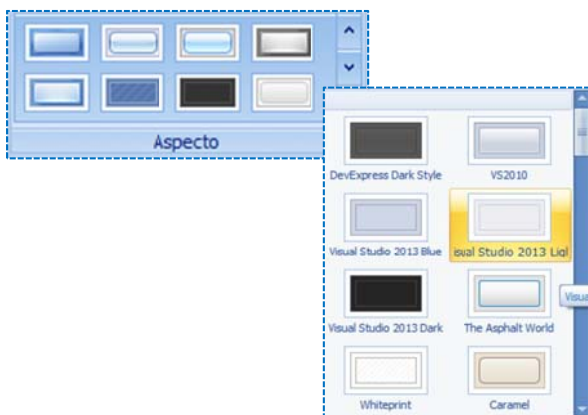 Aspecto
DevExpress Dark Style
VS2010
Visual Studio 2013 Blue
isual Studio 2013 Ligl
Visual Studio 2013 Dark
The Asphalt World
Visua
Whiteprint
Caramel